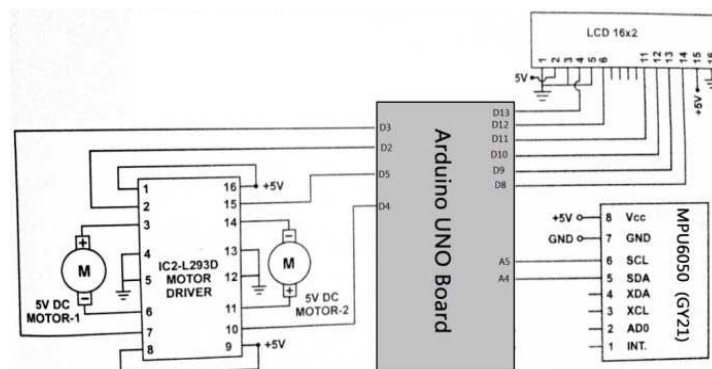 LCD 16x2
1 2 3 4 5 6 11 12 13 14 15 16
5V
+5V
D13
D12
D11
D10
D9
D8
D3
D2
D5
D4
Arduino UNO Board
A5
A4
1 16 +5V
2 15
3 14
4 13
5 12
6 11
7 10
8 9 +5V
IC2-L293D
MOTOR
DRIVER
+
M
-
5V DC
MOTOR-1
-
M
+
5V DC
MOTOR-2
+5V 8 Vcc
GND 7 GND
6 SCL
5 SDA
4 XDA
3 XCL
2 AD0
1 INT.
MPU6050 (GY21)